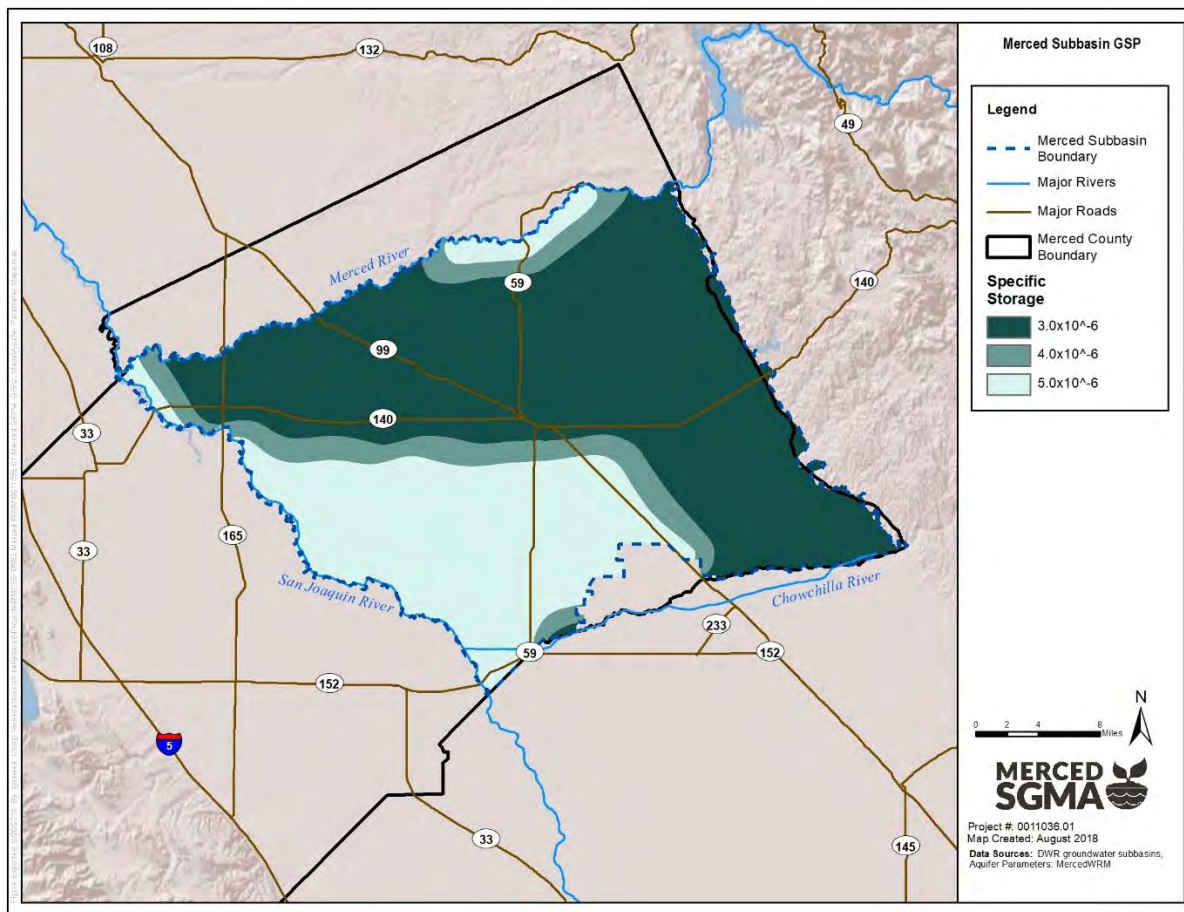 Merced Subbasin GSP
Legend
Merced Subbasin
Boundary
Major Rivers
Major Roads
Merced County
Boundary
Specific
Storage
3.0x10^-6
4.0x10^-6
5.0x10^-6
108
132
49
Merced River
59
140
99
140
33
165
33
San Joaquin River
Chowchilla River
233
59
152
152
5
33
145
N
0 2 4 8
Miles
MERCED
SGMA
Project #: 0011036.01
Map Created: August 2018
Data Sources: DWR groundwater subbasins,
Aquifer Parameters: MercedWRM